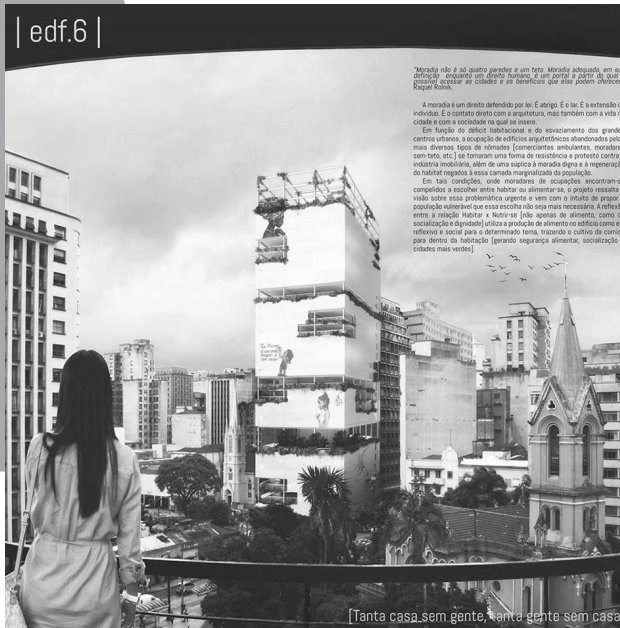 | edf.6 |
"Moradia não é só quatro paredes e um teto. Moradia adequada, em su
definição enquanto um direito humano, é um portal a partir do qual
possível acessar as cidades e os benefícios que elas podem oferecer
Raquel Rolnik.
A moradia é um direito defendido por lei. É abrigo. É o lar. É a extensão d
indivíduo. É o contato direto com a arquitetura, mas também com a vida n
cidade e com a sociedade na qual se insere.
Em função do déficit habitacional e do esvaziamento dos grande
centros urbanos, a ocupação de edifícios arquitetônicos abandonados pelo
mais diversos tipos de nômades [comerciantes ambulantes, moradore
sem-teto, etc.] se tornaram uma forma de resistência e protesto contra
indústria imobiliária, além de uma súplica à moradia digna e à regeneraçã
do habitat negados à essa camada marginalizada da população.
Em tais condições, onde moradores de ocupações encontram-s
compelidos a escolher entre habitar ou alimentar-se, o projeto ressalta
visão sobre essa problemática urgente e vem com o intuito de propor
população vulnerável que essa escolha não seja mais necessária. A reflexã
entre a relação Habitar x Nutrir-se [não apenas de alimento, como d
socialização e dignidade] utiliza a produção de alimento no edifício como e
reflexivo e social para o determinado tema, trazendo o cultivo da comid
para dentro da habitação [gerando segurança alimentar, socialização
cidades mais verdes].
[Tanta casa sem gente, tanta gente sem casa